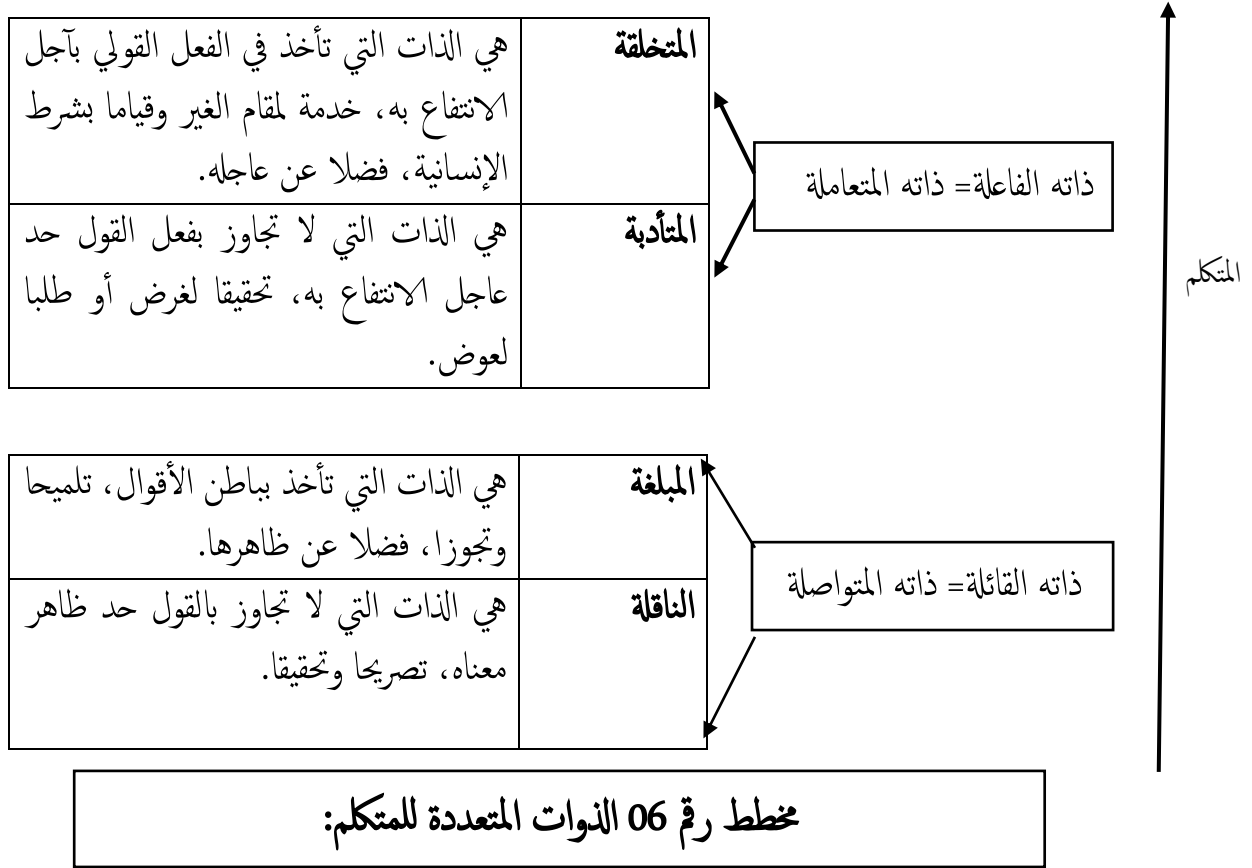 المتكلم
ذاته الفاعلة= ذاته المتعاملة
المتخلقة
هي الذات التي تأخذ في الفعل القولي بآجل
الانتفاع به، خدمة لمقام الغير وقياما بشرط
الإنسانية، فضلا عن عاجله.
المتأدبة
هي الذات التي لا تجاوز بفعل القول حد
عاجل الانتفاع به، تحقيقا لغرض أو طلبا
لعوض.
ذاته القائلة= ذاته المتواصلة
المبلغة
هي الذات التي تأخذ بباطن الأقوال، تلميحا
وتجوزا، فضلا عن ظاهرها.
الناقلة
هي الذات التي لا تجاوز بالقول حد ظاهر
معناه، تصريحا وتحقيقا.
مخطط رقم 06 الذوات المتعددة للمتكلم: